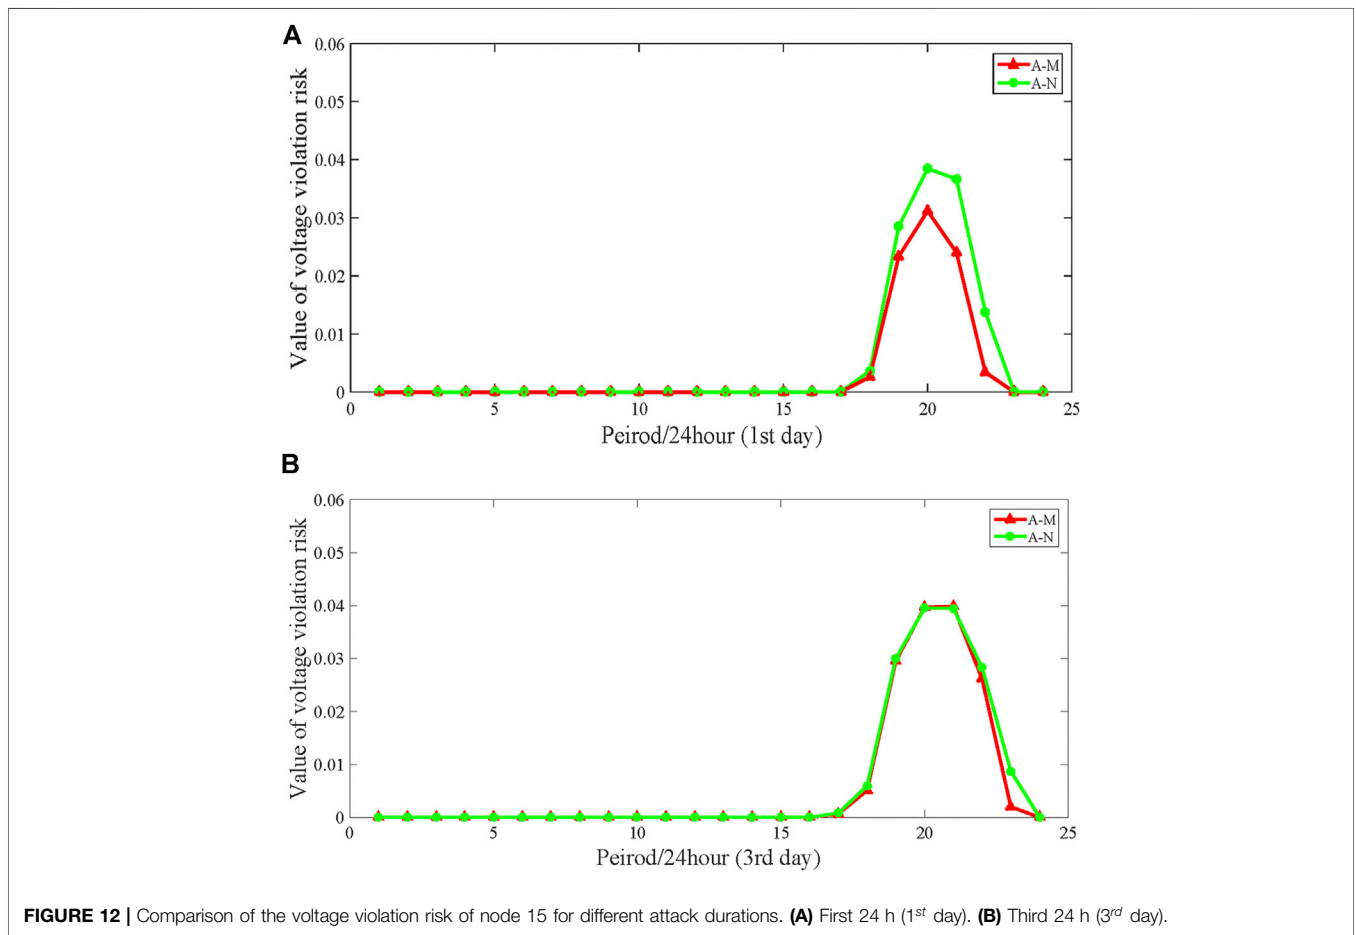 A
0.06
0.05
0.04
0.03
0.02
0.01
0
Value of voltage violation risk
A-M
A-N
0 5 10 15 20 25
Peirod/24hour (1st day)
B
0.06
0.05
0.04
0.03
0.02
0.01
0
Value of voltage violation risk
A-M
A-N
0 5 10 15 20 25
Peirod/24hour (3rd day)
FIGURE 12 | Comparison of the voltage violation risk of node 15 for different attack durations. (A) First 24 h (1st day). (B) Third 24 h (3rd day).